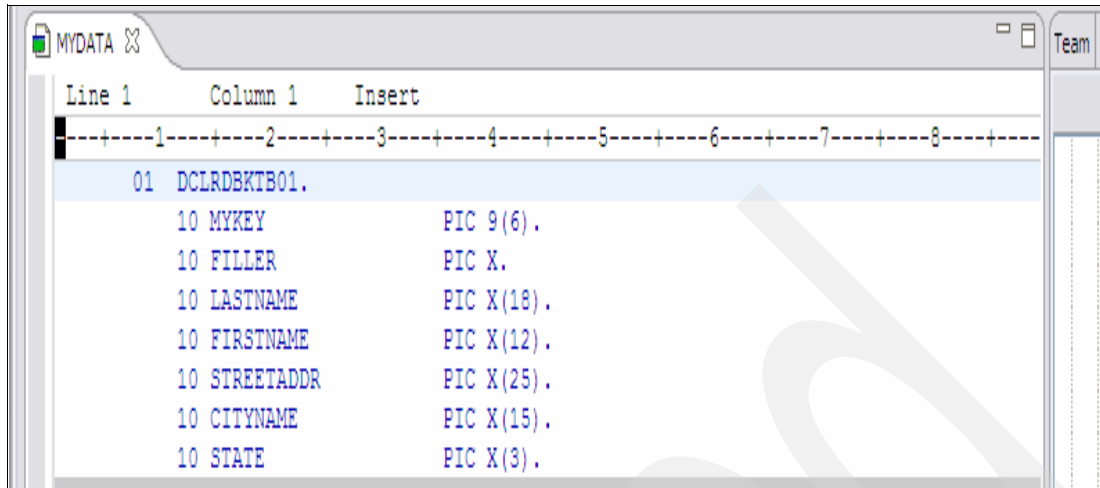 MYDATA
Team
Line 1 Column 1 Insert
----+----1----+----2----+----3----+----4----+----5----+----6----+----7----+----8----+----
01 DCLRDBKTB01.
10 MYKEY PIC 9(6).
10 FILLER PIC X.
10 LASTNAME PIC X(18).
10 FIRSTNAME PIC X(12).
10 STREETADDR PIC X(25).
10 CITYNAME PIC X(15).
10 STATE PIC X(3).